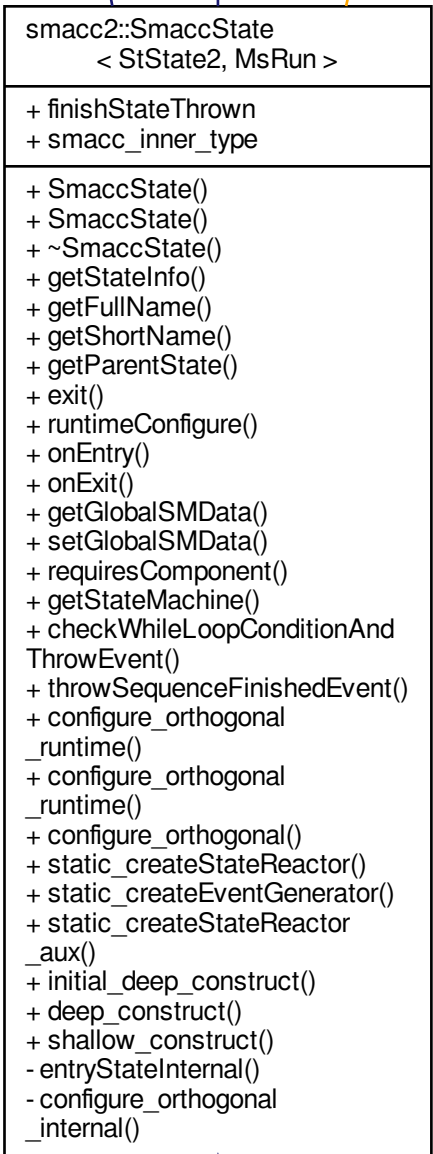 smacc2::SmaccState
< StState2, MsRun >
+ finishStateThrown
+ smacc_inner_type
+ SmaccState()
+ SmaccState()
+ ~SmaccState()
+ getStateInfo()
+ getFullName()
+ getShortName()
+ getParentState()
+ exit()
+ runtimeConfigure()
+ onEntry()
+ onExit()
+ getGlobalSMData()
+ setGlobalSMData()
+ requiresComponent()
+ getStateMachine()
+ checkWhileLoopConditionAnd
ThrowEvent()
+ throwSequenceFinishedEvent()
+ configure_orthogonal
_runtime()
+ configure_orthogonal
_runtime()
+ configure_orthogonal()
+ static_createStateReactor()
+ static_createEventGenerator()
+ static_createStateReactor
_aux()
+ initial_deep_construct()
+ deep_construct()
+ shallow_construct()
- entryStateInternal()
- configure_orthogonal
_internal()